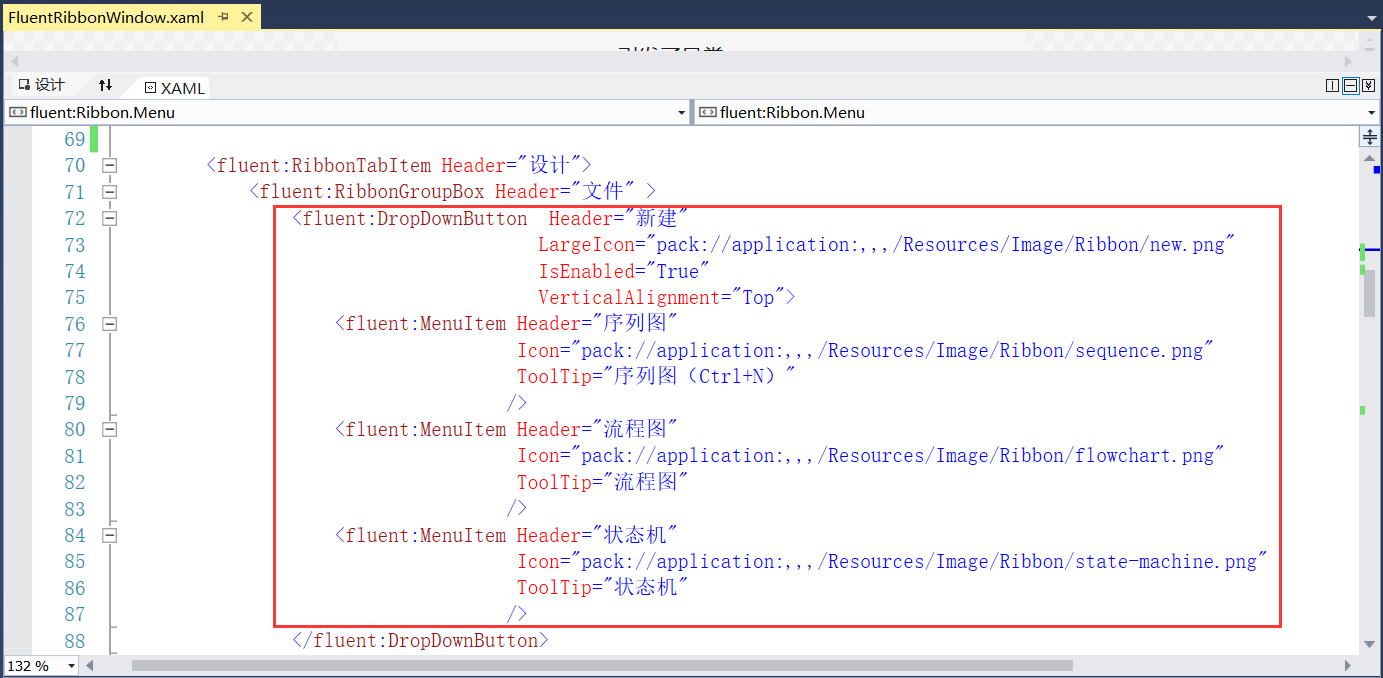 FluentRibbonWindow.xaml
设计
XAML
fluent:Ribbon.Menu
fluent:Ribbon.Menu
69
70 <fluent:RibbonTabItem Header="设计">
71 <fluent:RibbonGroupBox Header="文件" >
72 <fluent:DropDownButton  Header="新建"
73 LargeIcon="pack://application:,,,/Resources/Image/Ribbon/new.png"
74 IsEnabled="True"
75 VerticalAlignment="Top">
76 <fluent:MenuItem Header="序列图"
77 Icon="pack://application:,,,/Resources/Image/Ribbon/sequence.png"
78 ToolTip="序列图（Ctrl+N）"
79 />
80 <fluent:MenuItem Header="流程图"
81 Icon="pack://application:,,,/Resources/Image/Ribbon/flowchart.png"
82 ToolTip="流程图"
83 />
84 <fluent:MenuItem Header="状态机"
85 Icon="pack://application:,,,/Resources/Image/Ribbon/state-machine.png"
86 ToolTip="状态机"
87 />
88 </fluent:DropDownButton>
132 %